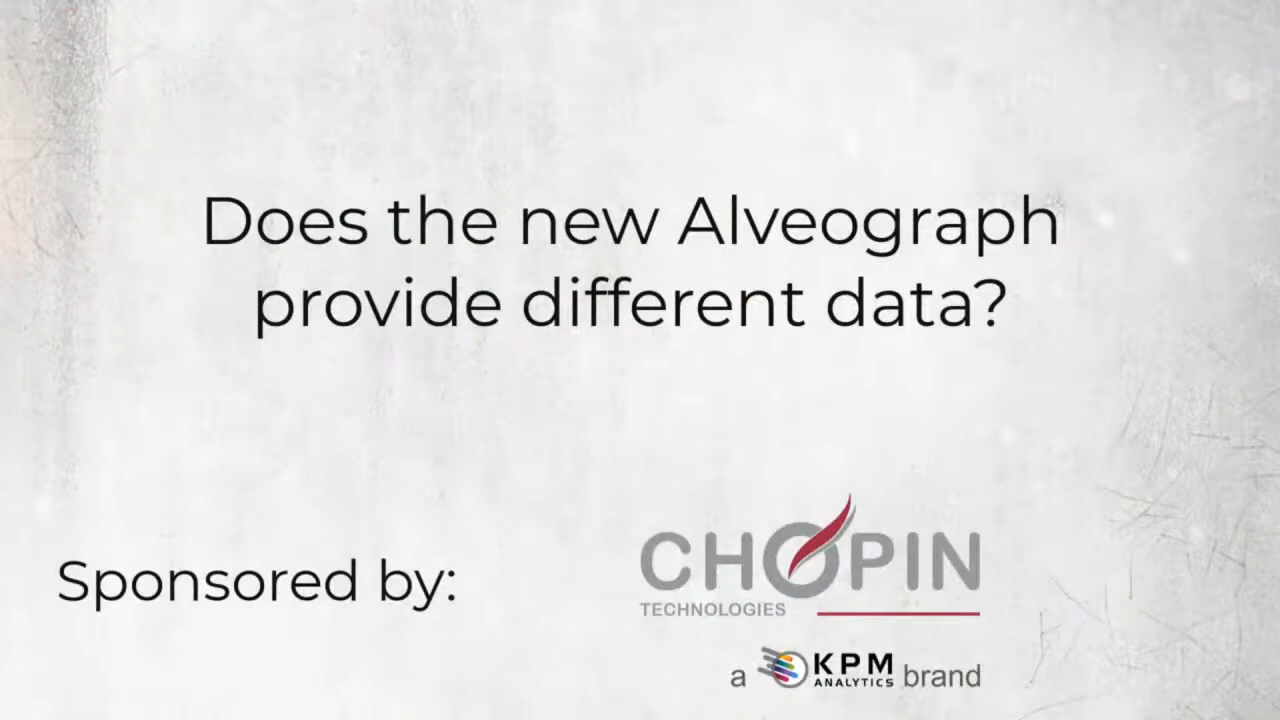 Does the new Alveograph
provide different data?
Sponsored by:
CHOPIN
TECHNOLOGIES
a KPM ANALYTICS brand